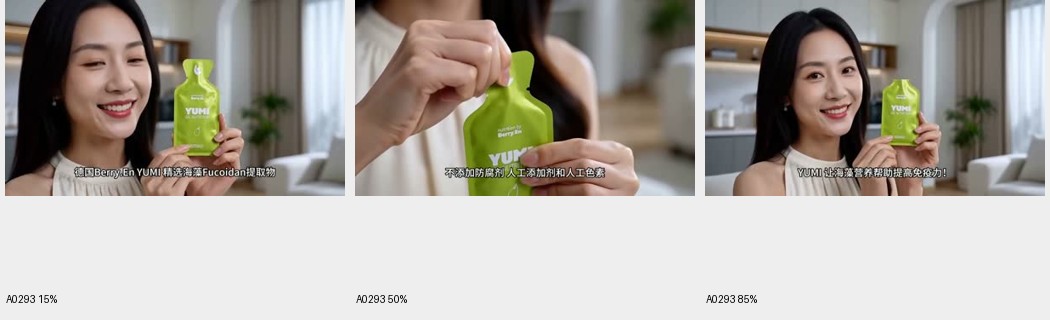 YUMI
德国Berry.En YUMI 精选海藻Fucoidan提取物
A0293 15%
Berry.En
YUMI
不添加防腐剂 人工添加剂和人工色素
A0293 50%
YUMI
YUMI 让海藻营养帮助提高免疫力!
A0293 85%